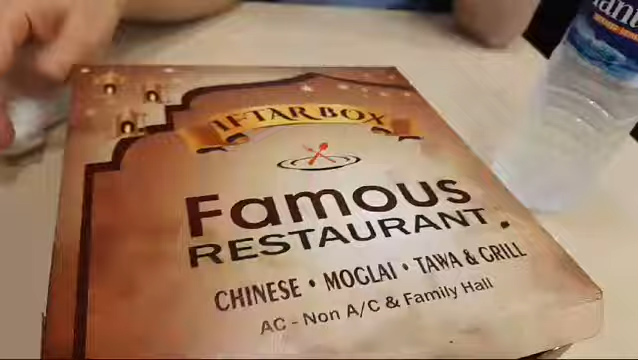 IFTAR BOX
Famous
RESTAURANT
CHINESE • MOGLAI • TAWA & GRILL
AC - Non A/C & Family Hall